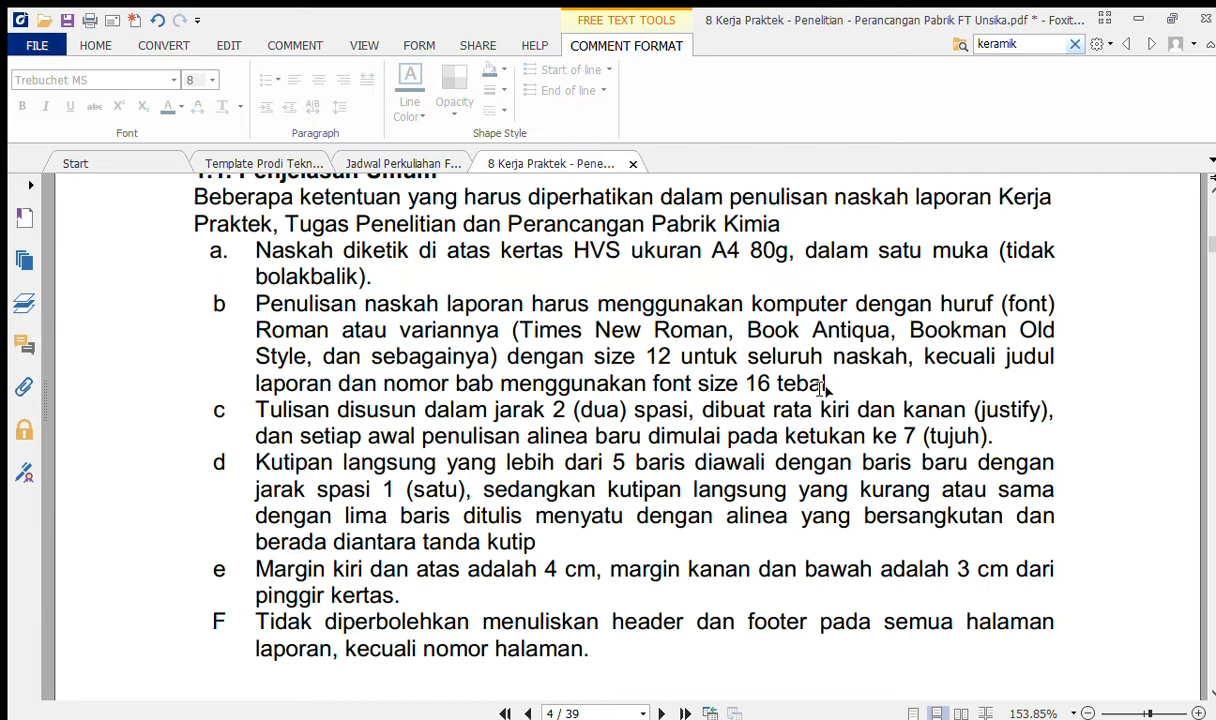 FREE TEXT TOOLS
8 Kerja Praktek - Penelitian - Perancangan Pabrik FT Unsika.pdf * - Foxit...
FILE HOME CONVERT EDIT COMMENT VIEW FORM SHARE HELP COMMENT FORMAT
keramik
Trebuchet MS 8
Line Color
Opacity
Start of line
End of line
B I U abc X² X₂ A A T
Font Paragraph Shape Style
Start Template Prodi Tekn... Jadwal Perkuliahan F... 8 Kerja Praktek - Pene...
1.1. Penjelasan Umum
Beberapa ketentuan yang harus diperhatikan dalam penulisan naskah laporan Kerja
Praktek, Tugas Penelitian dan Perancangan Pabrik Kimia
a. Naskah diketik di atas kertas HVS ukuran A4 80g, dalam satu muka (tidak
bolakbalik).
b Penulisan naskah laporan harus menggunakan komputer dengan huruf (font)
Roman atau variannya (Times New Roman, Book Antiqua, Bookman Old
Style, dan sebagainya) dengan size 12 untuk seluruh naskah, kecuali judul
laporan dan nomor bab menggunakan font size 16 tebal
c Tulisan disusun dalam jarak 2 (dua) spasi, dibuat rata kiri dan kanan (justify),
dan setiap awal penulisan alinea baru dimulai pada ketukan ke 7 (tujuh).
d Kutipan langsung yang lebih dari 5 baris diawali dengan baris baru dengan
jarak spasi 1 (satu), sedangkan kutipan langsung yang kurang atau sama
dengan lima baris ditulis menyatu dengan alinea yang bersangkutan dan
berada diantara tanda kutip
e Margin kiri dan atas adalah 4 cm, margin kanan dan bawah adalah 3 cm dari
pinggir kertas.
F Tidak diperbolehkan menuliskan header dan footer pada semua halaman
laporan, kecuali nomor halaman.
4 / 39
153.85%